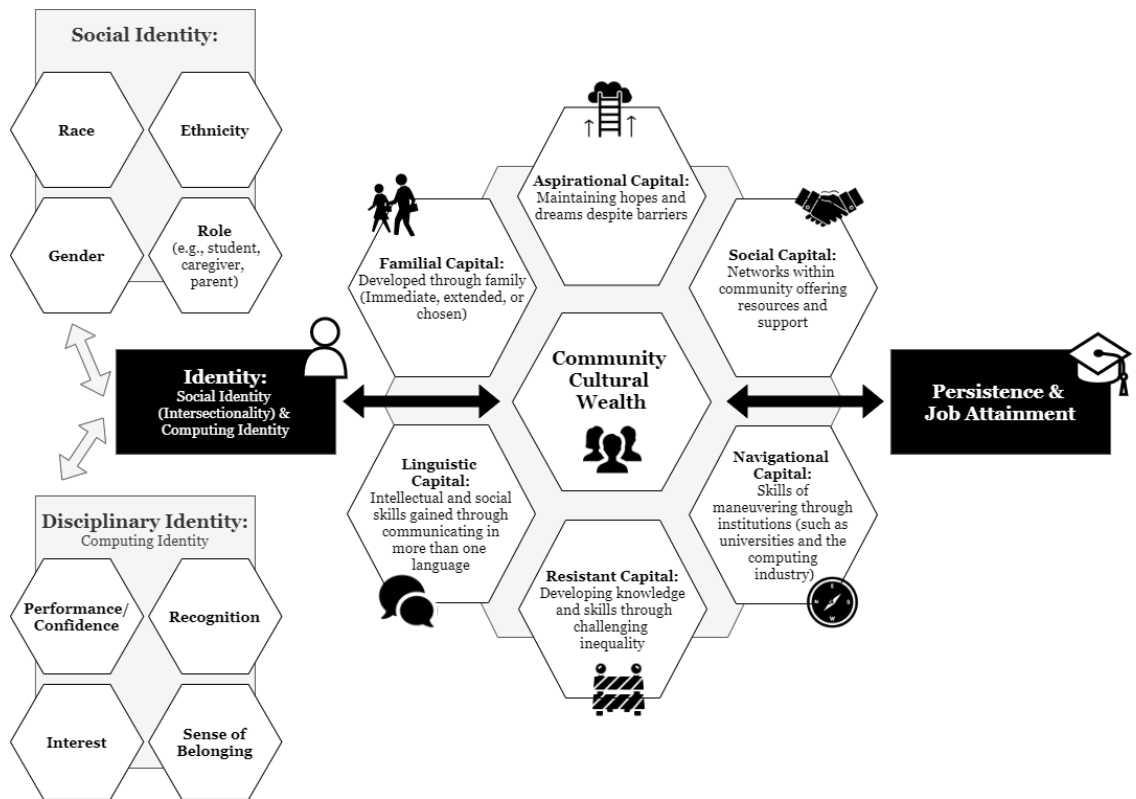 Social Identity:
Race
Ethnicity
Gender
Role
(e.g., student,
caregiver,
parent)
Identity:
Social Identity
(Intersectionality) &
Computing Identity
Disciplinary Identity:
Computing Identity
Performance/
Confidence
Recognition
Interest
Sense of
Belonging
Aspirational Capital:
Maintaining hopes and
dreams despite barriers
Familial Capital:
Developed through family
(Immediate, extended, or
chosen)
Social Capital:
Networks within
community offering
resources and
support
Community
Cultural
Wealth
Linguistic
Capital:
Intellectual and social
skills gained through
communicating in
more than one
language
Navigational
Capital:
Skills of
maneuvering through
institutions (such as
universities and the
computing
industry)
Resistant Capital:
Developing knowledge
and skills through
challenging
inequality
Persistence &
Job Attainment